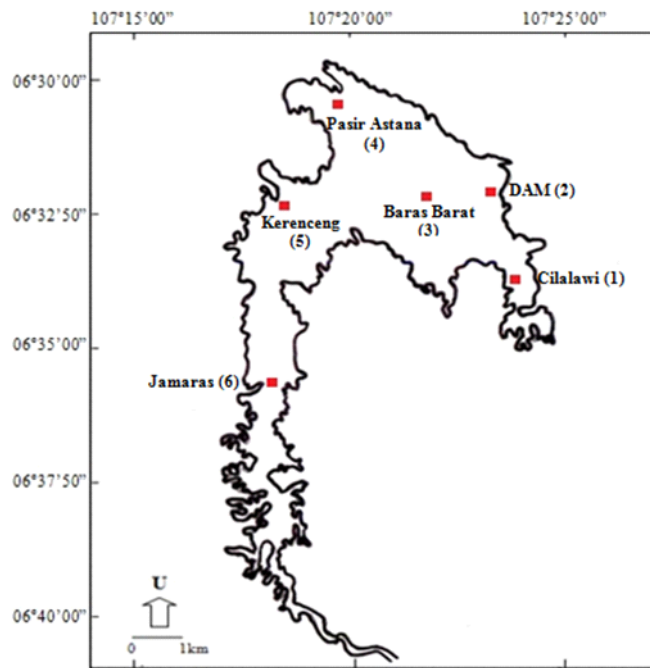 107°15'00" 107°20'00" 107°25'00"
06°30'00"
Pasir Astana
(4)
DAM (2)
Baras Barat
(3)
06°32'50"
Kerenceng
(5)
Cilalawi (1)
06°35'00"
Jamaras (6)
06°37'50"
U
06°40'00"
0 1km